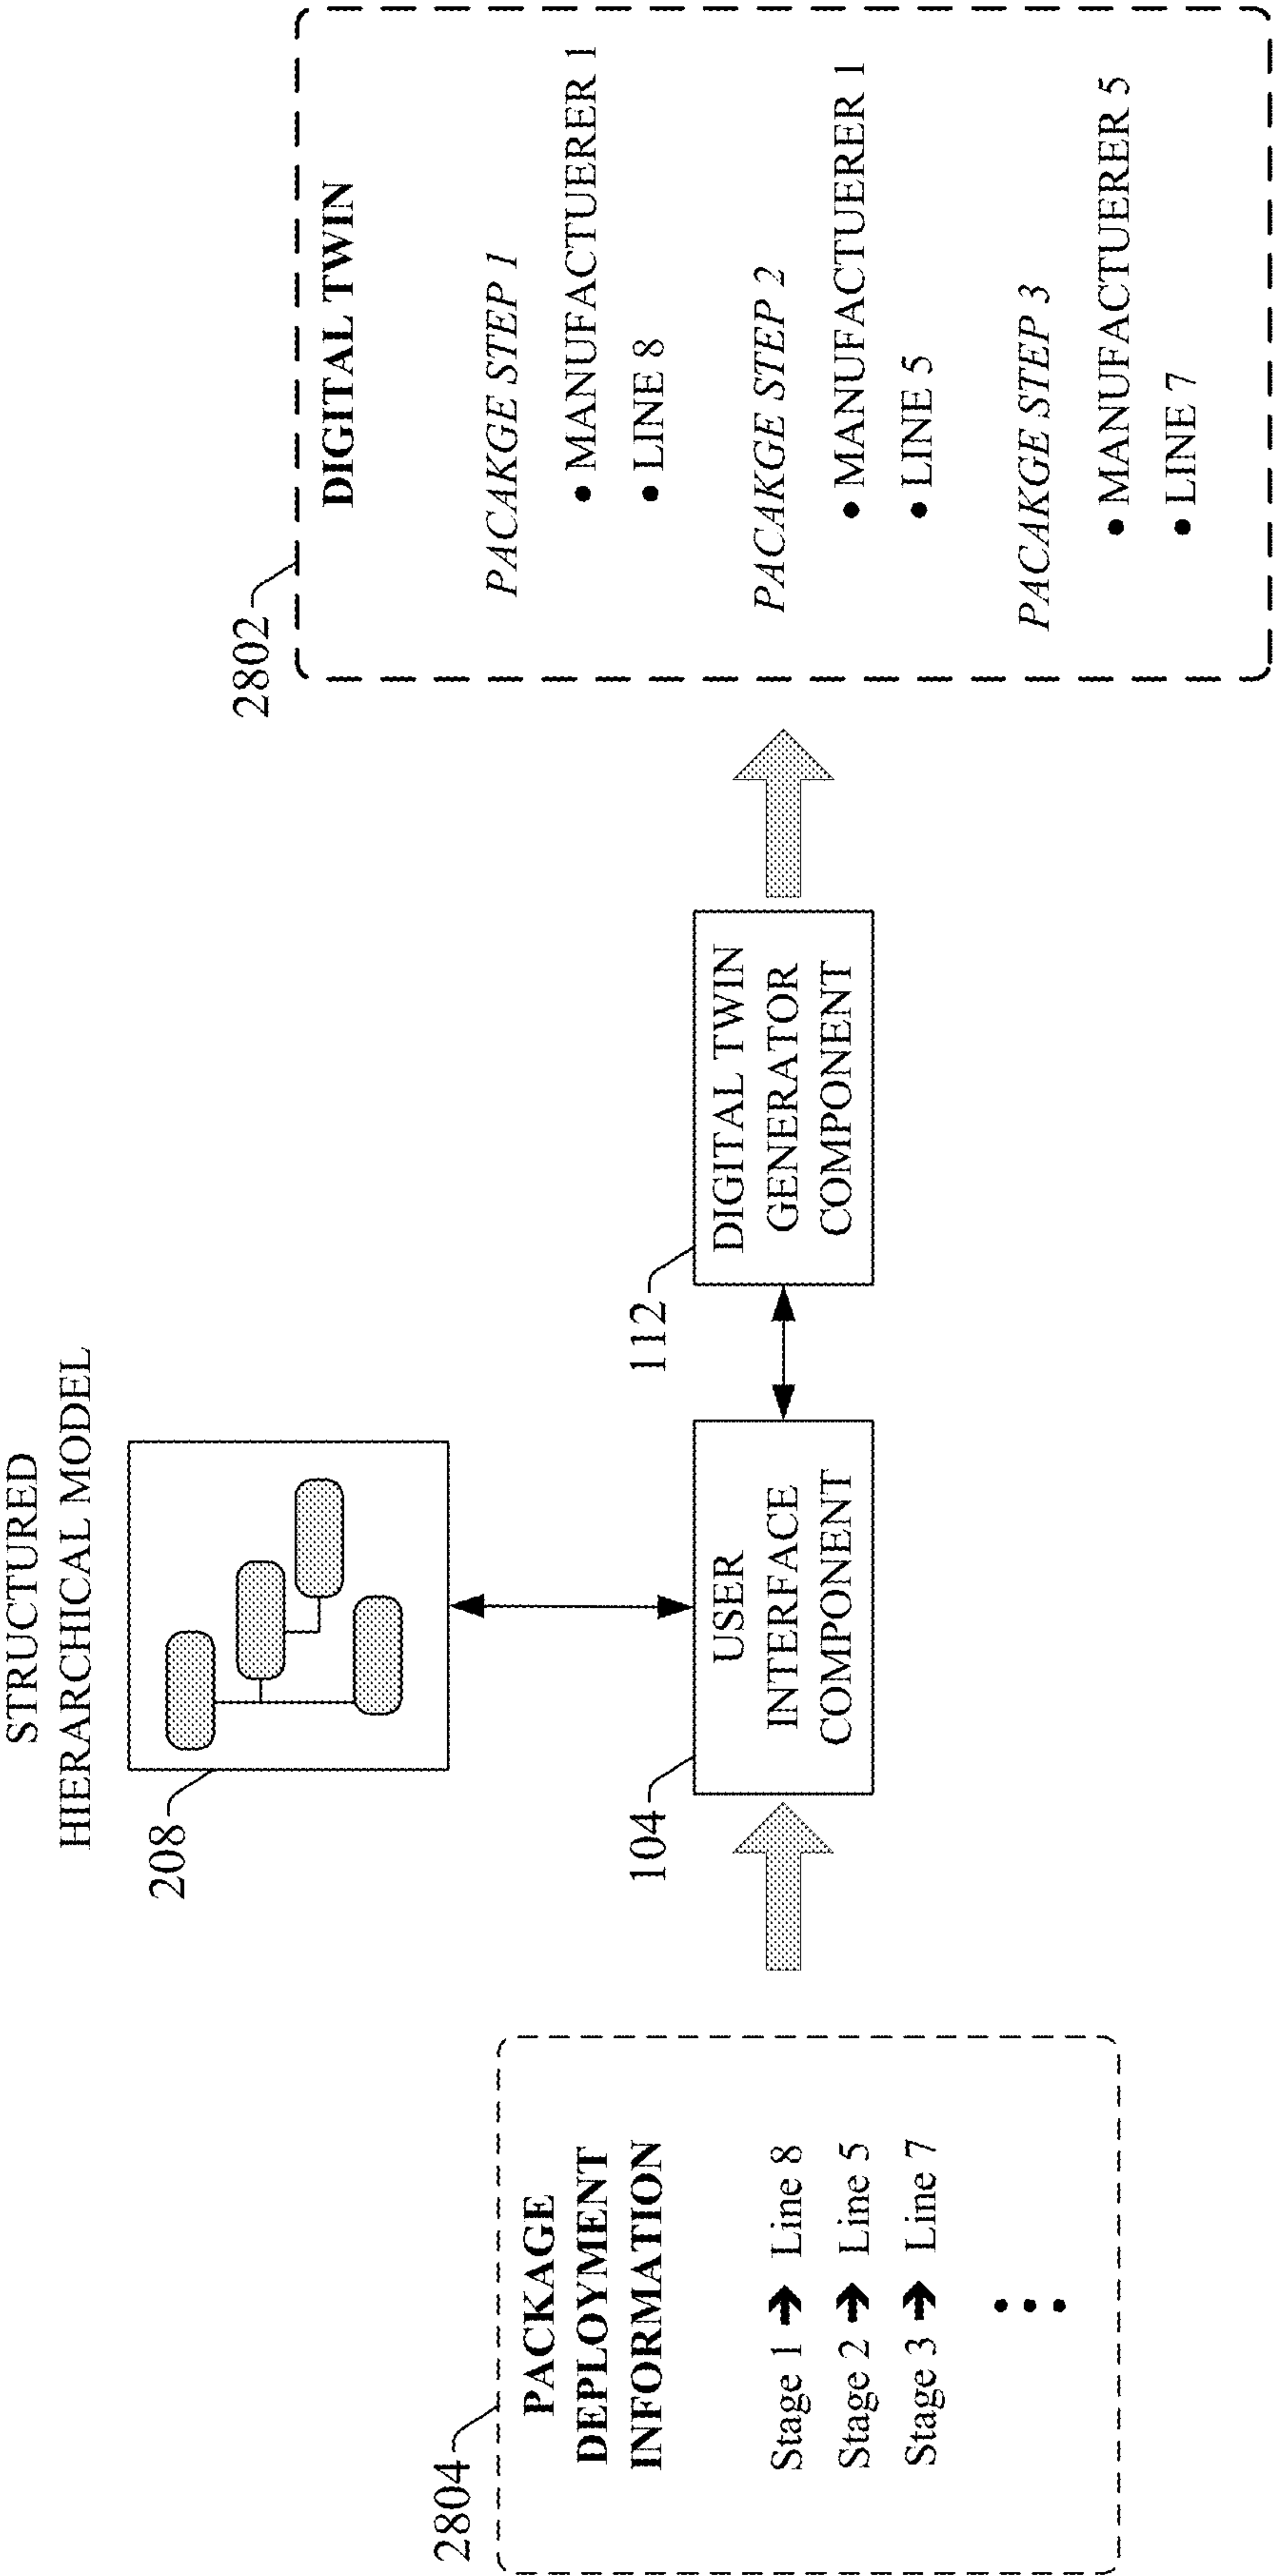 STRUCTURED
HIERARCHICAL MODEL
208
2804
PACKAGE
DEPLOYMENT
INFORMATION
Stage 1 ➔ Line 8
Stage 2 ➔ Line 5
Stage 3 ➔ Line 7
104
USER
INTERFACE
COMPONENT
112
DIGITAL TWIN
GENERATOR
COMPONENT
2802
DIGITAL TWIN
PACAKGE STEP 1
• MANUFACTUERER 1
• LINE 8
PACAKGE STEP 2
• MANUFACTUERER 1
• LINE 5
PACAKGE STEP 3
• MANUFACTUERER 5
• LINE 7